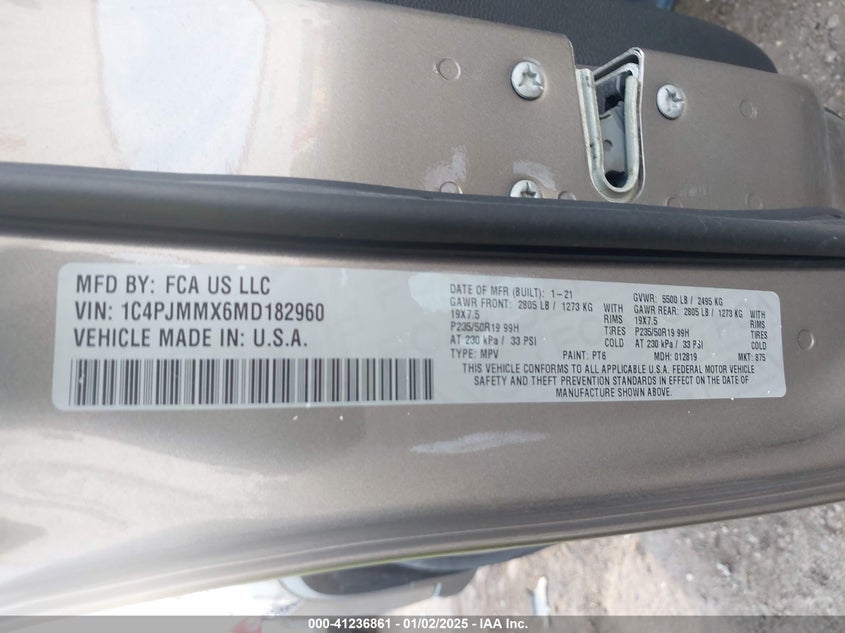 MFD BY: FCA US LLC
VIN: 1C4PJMMX6MD182960
VEHICLE MADE IN: U.S.A.
DATE OF MFR (BUILT): 1-21
GVWR: 5500 LB / 2495 KG
GAWR FRONT: 2805 LB / 1273 KG WITH
GAWR REAR: 2805 LB / 1273 KG WITH
19X7.5 RIMS
19X7.5 RIMS
P235/50R19 99H TIRES
P235/50R19 99H TIRES
AT 230 kPa / 33 PSI COLD
AT 230 kPa / 33 PSI COLD
TYPE: MPV PAINT: PT6 MDH: 012819 MKT: 875
THIS VEHICLE CONFORMS TO ALL APPLICABLE U.S.A. FEDERAL MOTOR VEHICLE
SAFETY AND THEFT PREVENTION STANDARDS IN EFFECT ON THE DATE OF
MANUFACTURE SHOWN ABOVE.
000-41236861 - 01/02/2025 - IAA Inc.